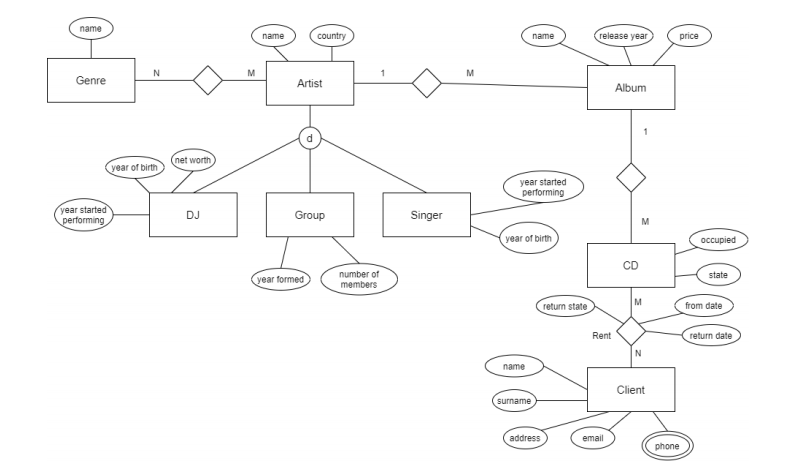 name
name
country
name
release year
price
Genre
N
M
Artist
1
M
Album
d
1
year of birth
net worth
year started
performing
DJ
Group
Singer
year started
performing
year of birth
M
occupied
year formed
number of
members
CD
state
M
return state
from date
Rent
return date
N
name
Client
surname
address
email
phone